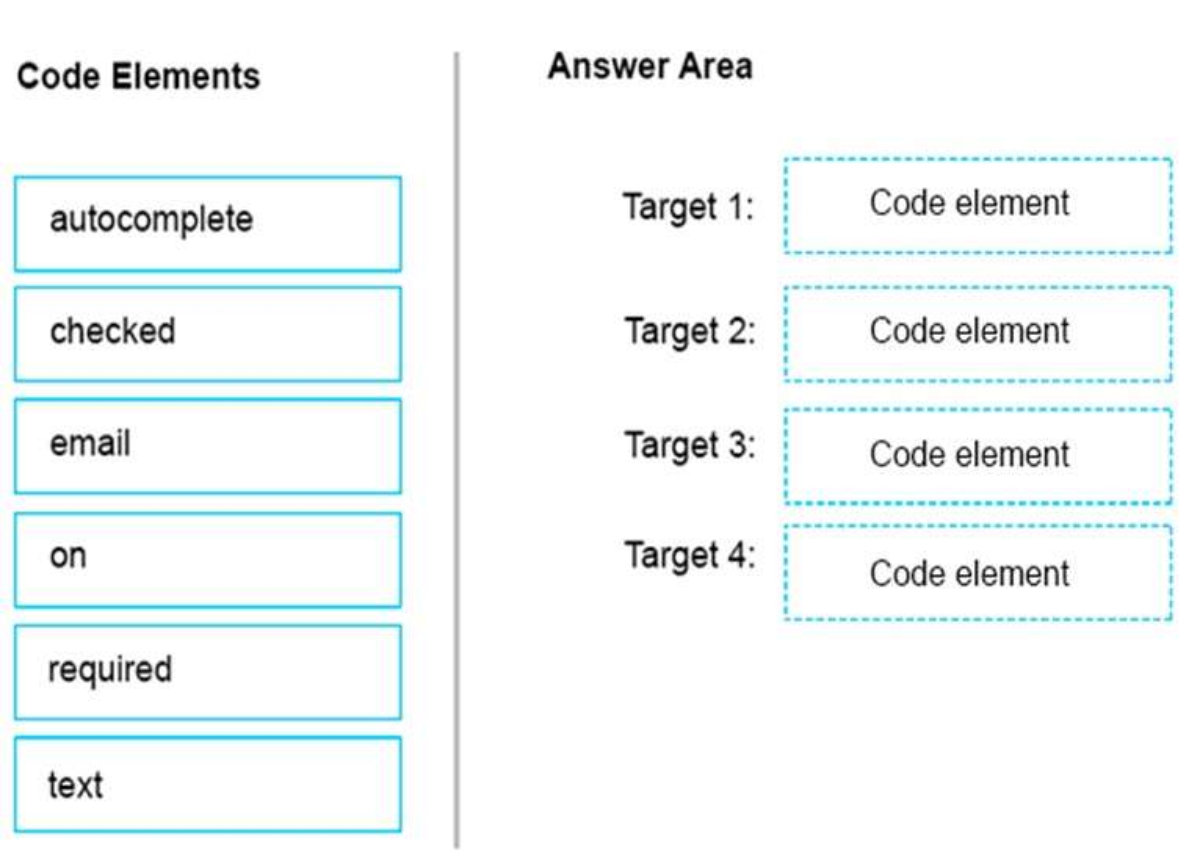 Code Elements
autocomplete
checked
email
on
required
text
Answer Area
Target 1:
Code element
Target 2:
Code element
Target 3:
Code element
Target 4:
Code element